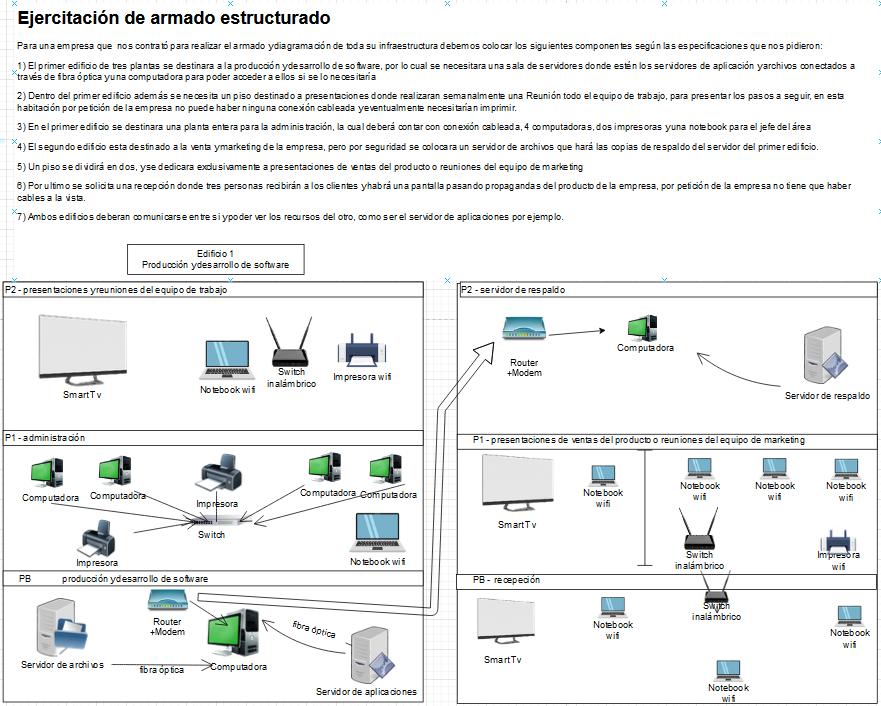 Ejercitación de armado estructurado
Para una empresa que nos contrató para realizar el armado y diagramación de toda su infraestructura debemos colocar los siguientes componentes según las especificaciones que nos pidieron:
1) El primer edificio de tres plantas se destinara a la producción y desarrollo de software, por lo cual se necesitara una sala de servidores donde estén los servidores de aplicación y archivos conectados a
través de fibra óptica y una computadora para poder acceder a ellos si se lo necesitaría
2) Dentro del primer edificio además se necesita un piso destinado a presentaciones donde realizaran semanalmente una Reunión todo el equipo de trabajo, para presentar los pasos a seguir, en esta
habitación por petición de la empresa no puede haber ninguna conexión cableada y eventualmente necesitarían imprimir.
3) En el primer edificio se destinara una planta entera para la administración, la cual deberá contar con conexión cableada, 4 computadoras, dos impresoras y una notebook para el jefe del área
4) El segundo edificio esta destinado a la venta y marketing de la empresa, pero por seguridad se colocara un servidor de archivos que hará las copias de respaldo del servidor del primer edificio.
5) Un piso se dividirá en dos, y se dedicara exclusivamente a presentaciones de ventas del producto o reuniones del equipo de marketing
6) Por ultimo se solicita una recepción donde tres personas recibirán a los clientes y habrá una pantalla pasando propagandas del producto de la empresa, por petición de la empresa no tiene que haber
cables a la vista.
7) Ambos edificios deberan comunicarse entre si y poder ver los recursos del otro, como ser el servidor de aplicaciones por ejemplo.
Edificio 1
Producción y desarrollo de software
P2 - presentaciones y reuniones del equipo de trabajo
Smart Tv
Notebook wifi
Switch
inalámbrico
Impresora wifi
P1 - administración
Computadora
Computadora
Impresora
Computadora
Computadora
Impresora
Switch
Notebook wifi
PB producción y desarrollo de software
Router
+Modem
Servidor de archivos
fibra óptica
Computadora
fibra óptica
Servidor de aplicaciones
P2 - servidor de respaldo
Router
+Modem
Computadora
Servidor de respaldo
P1 - presentaciones de ventas del producto o reuniones del equipo de marketing
Smart Tv
Notebook
wifi
Notebook
wifi
Notebook
wifi
Notebook
wifi
Switch
inalámbrico
Impresora
wifi
PB - recepeción
Smart Tv
Notebook
wifi
Switch
inalámbrico
Notebook
wifi
Notebook
wifi